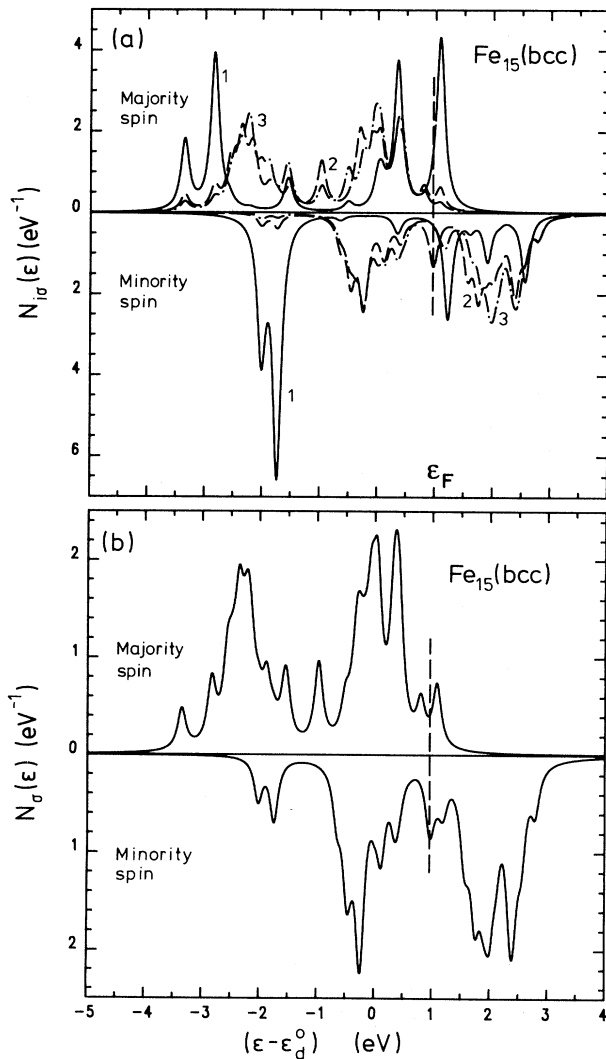 (a)
Fe15(bcc)
Majority
spin
1
3
2
4
2
0
Niσ(ε)(eV⁻¹)
Minority
spin
2
4
6
1
2
3
εF
(b)
Fe15(bcc)
Majority
spin
2
1
0
Nσ(ε) (eV⁻¹)
Minority
spin
1
2
-5 -4 -3 -2 -1 0 1 2 3 4
(ε-εd°) (eV)